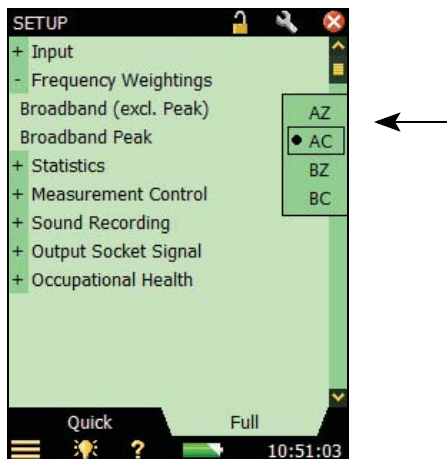 SETUP
+ Input
- Frequency Weightings
Broadband (excl. Peak)
AZ
Broadband Peak
AC
+ Statistics
BZ
+ Measurement Control
BC
+ Sound Recording
+ Output Socket Signal
+ Occupational Health
Quick
Full
?
10:51:03